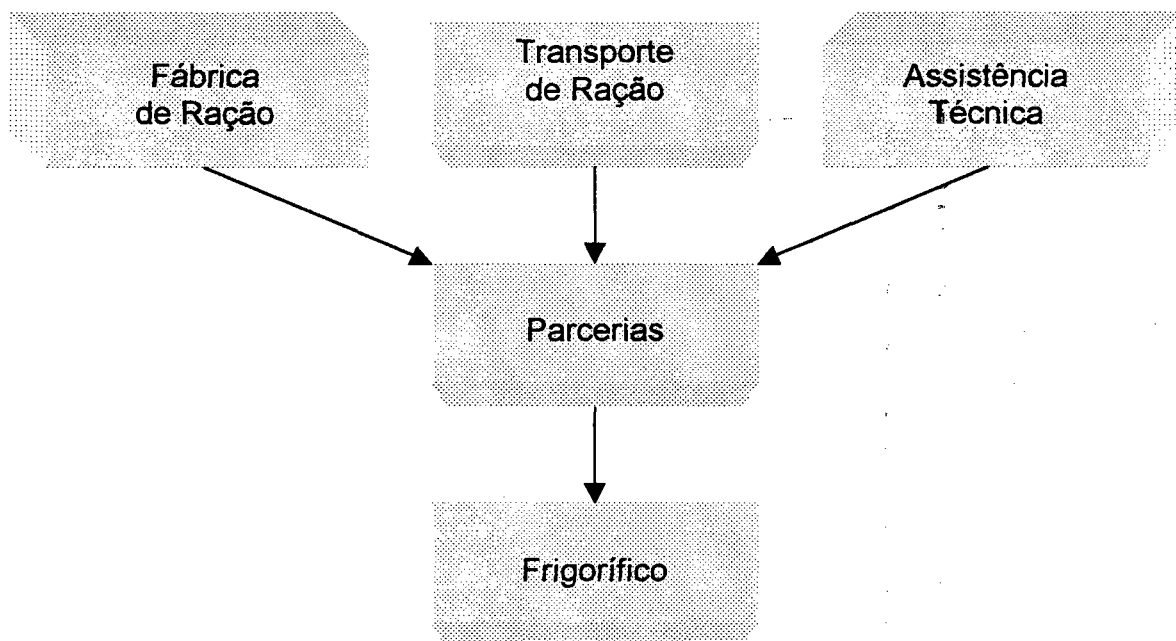 Fábrica
de Ração
Transporte
de Ração
Assistência
Técnica
Parcerias
Frigorífico